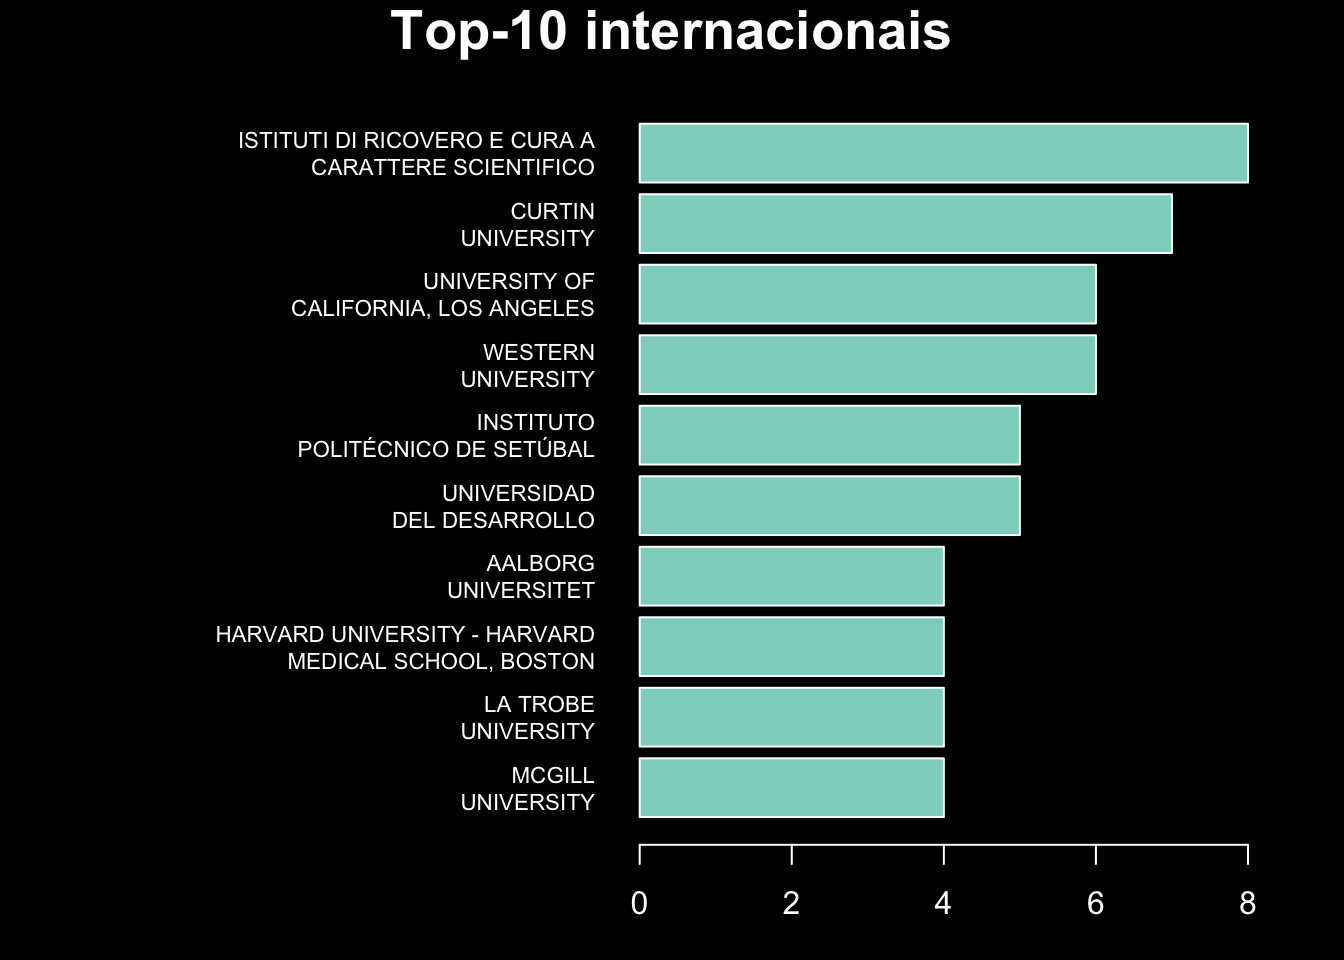 Top-10 internacionais
ISTITUTI DI RICOVERO E CURA A
CARATTERE SCIENTIFICO
CURTIN
UNIVERSITY
UNIVERSITY OF
CALIFORNIA, LOS ANGELES
WESTERN
UNIVERSITY
INSTITUTO
POLITÉCNICO DE SETÚBAL
UNIVERSIDAD
DEL DESARROLLO
AALBORG
UNIVERSITET
HARVARD UNIVERSITY - HARVARD
MEDICAL SCHOOL, BOSTON
LA TROBE
UNIVERSITY
MCGILL
UNIVERSITY
0 2 4 6 8